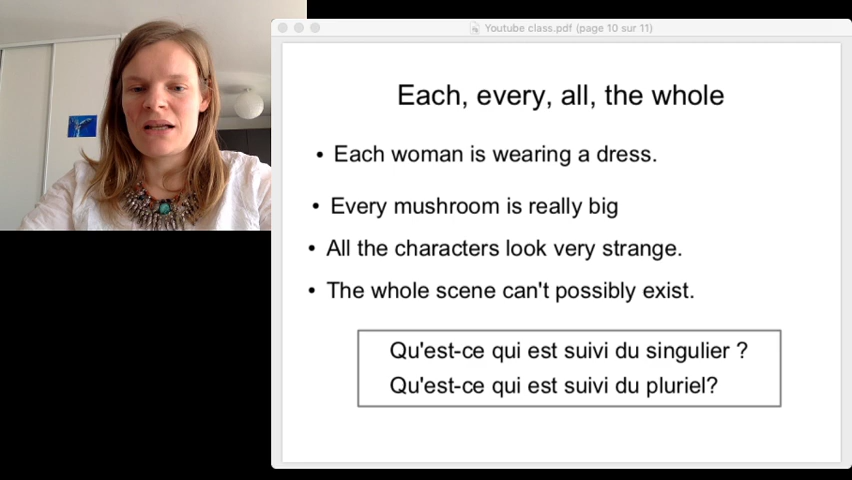 Youtube class.pdf (page 10 sur 11)
Each, every, all, the whole
• Each woman is wearing a dress.
• Every mushroom is really big
• All the characters look very strange.
• The whole scene can't possibly exist.
Qu'est-ce qui est suivi du singulier ?
Qu'est-ce qui est suivi du pluriel?